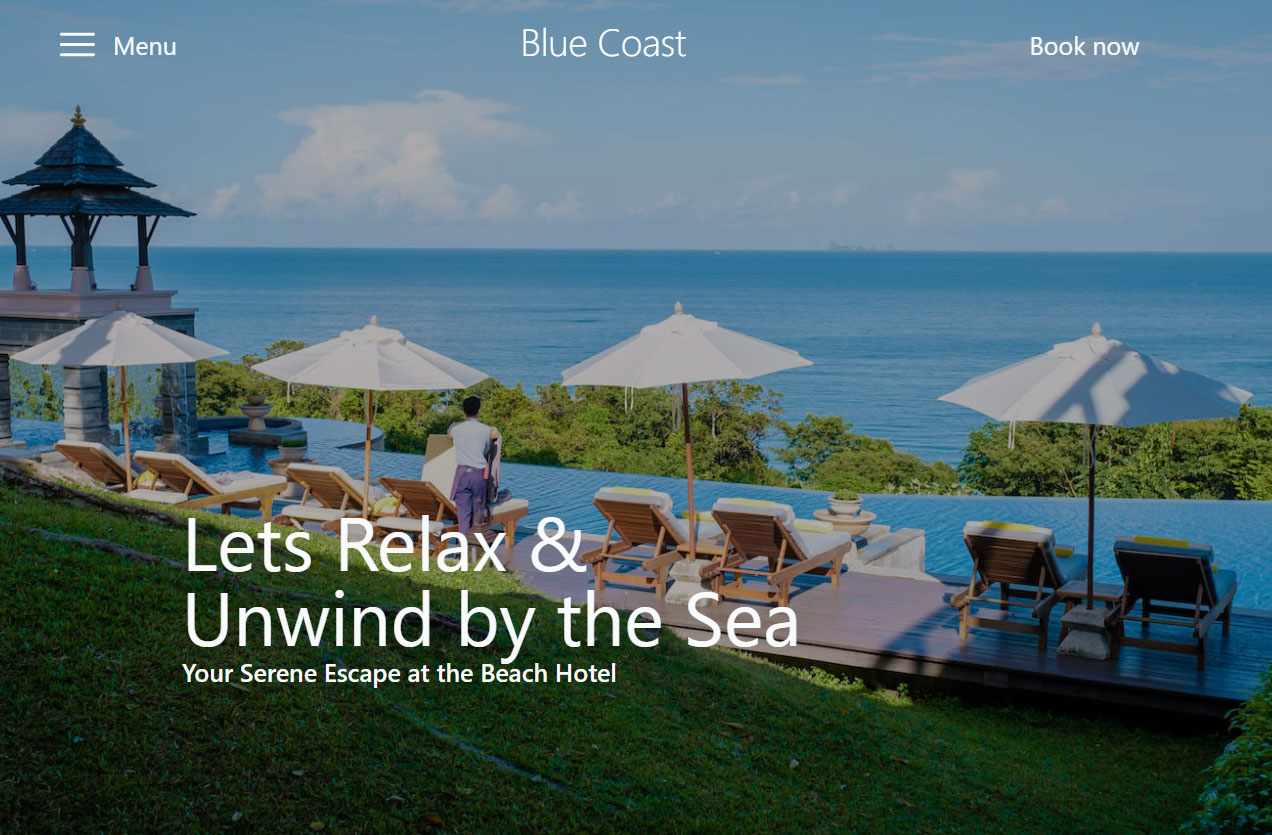 Menu
Blue Coast
Book now
Lets Relax &
Unwind by the Sea
Your Serene Escape at the Beach Hotel